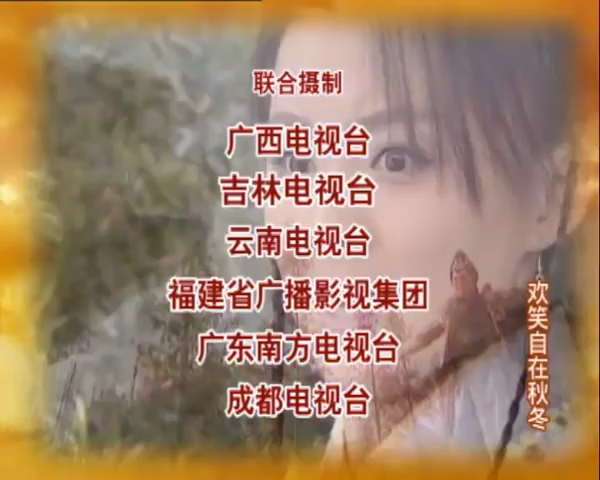 联合摄制
广西电视台
吉林电视台
云南电视台
福建省广播影视集团
广东南方电视台
成都电视台
欢笑自在秋冬